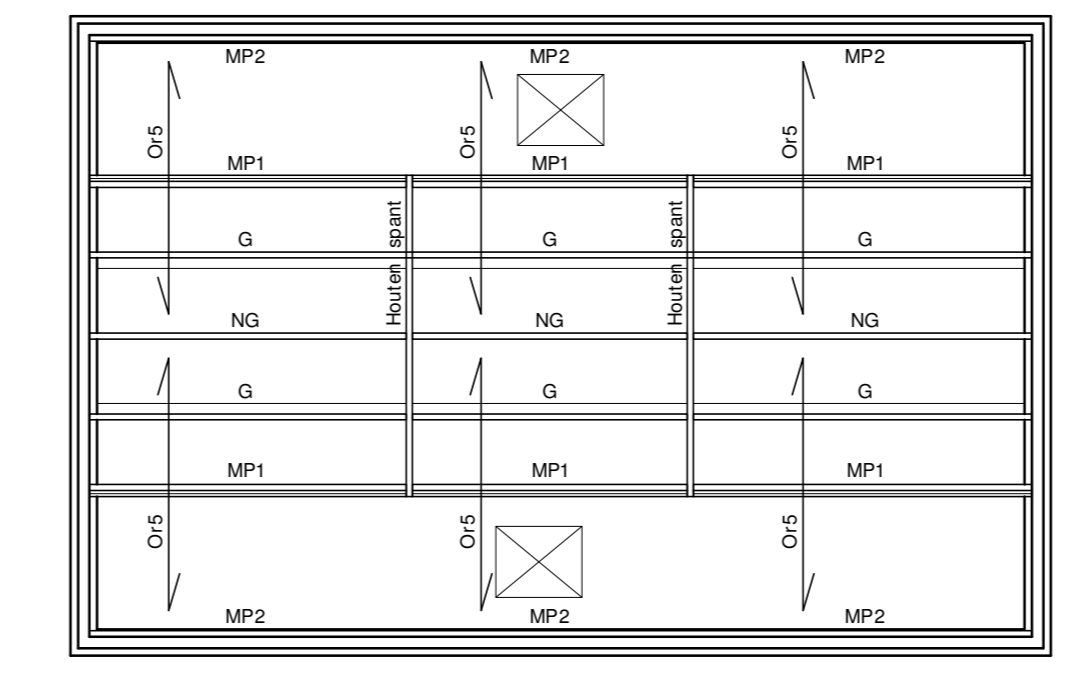 MP2 MP2 MP2
Or5 Or5 Or5
MP1 MP1 MP1
Houten spant Houten spant
G G G
NG NG NG
G G G
MP1 MP1 MP1
Or5 Or5 Or5
MP2 MP2 MP2